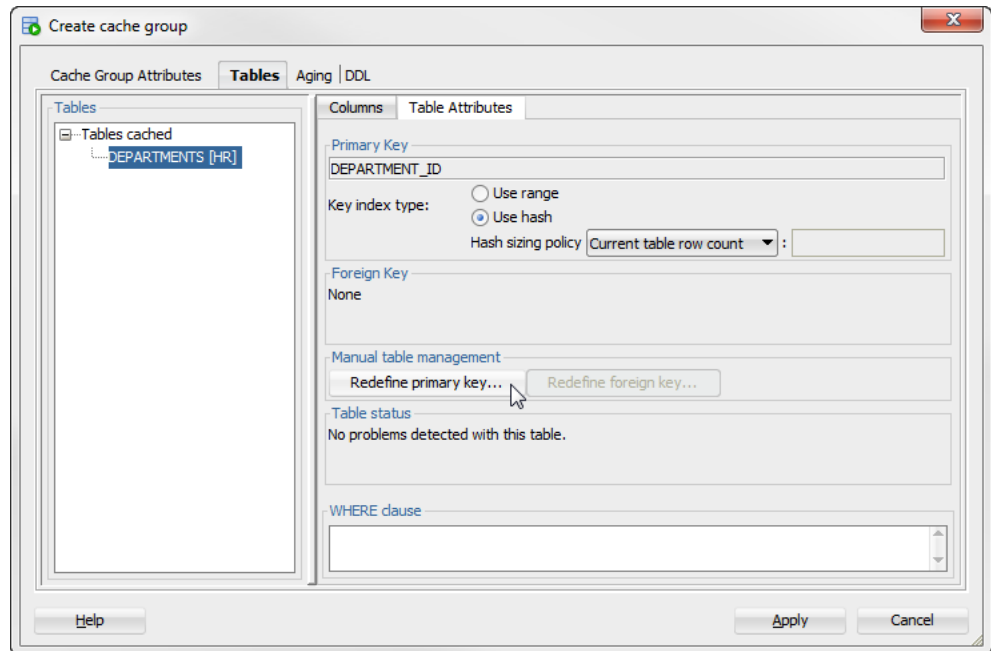 Create cache group
Cache Group Attributes Tables Aging DDL
Tables
Tables cached
DEPARTMENTS [HR]
Columns Table Attributes
Primary Key
DEPARTMENT_ID
Key index type:
Use range
Use hash
Hash sizing policy Current table row count :
Foreign Key
None
Manual table management
Redefine primary key... Redefine foreign key...
Table status
No problems detected with this table.
WHERE clause
Help Apply Cancel